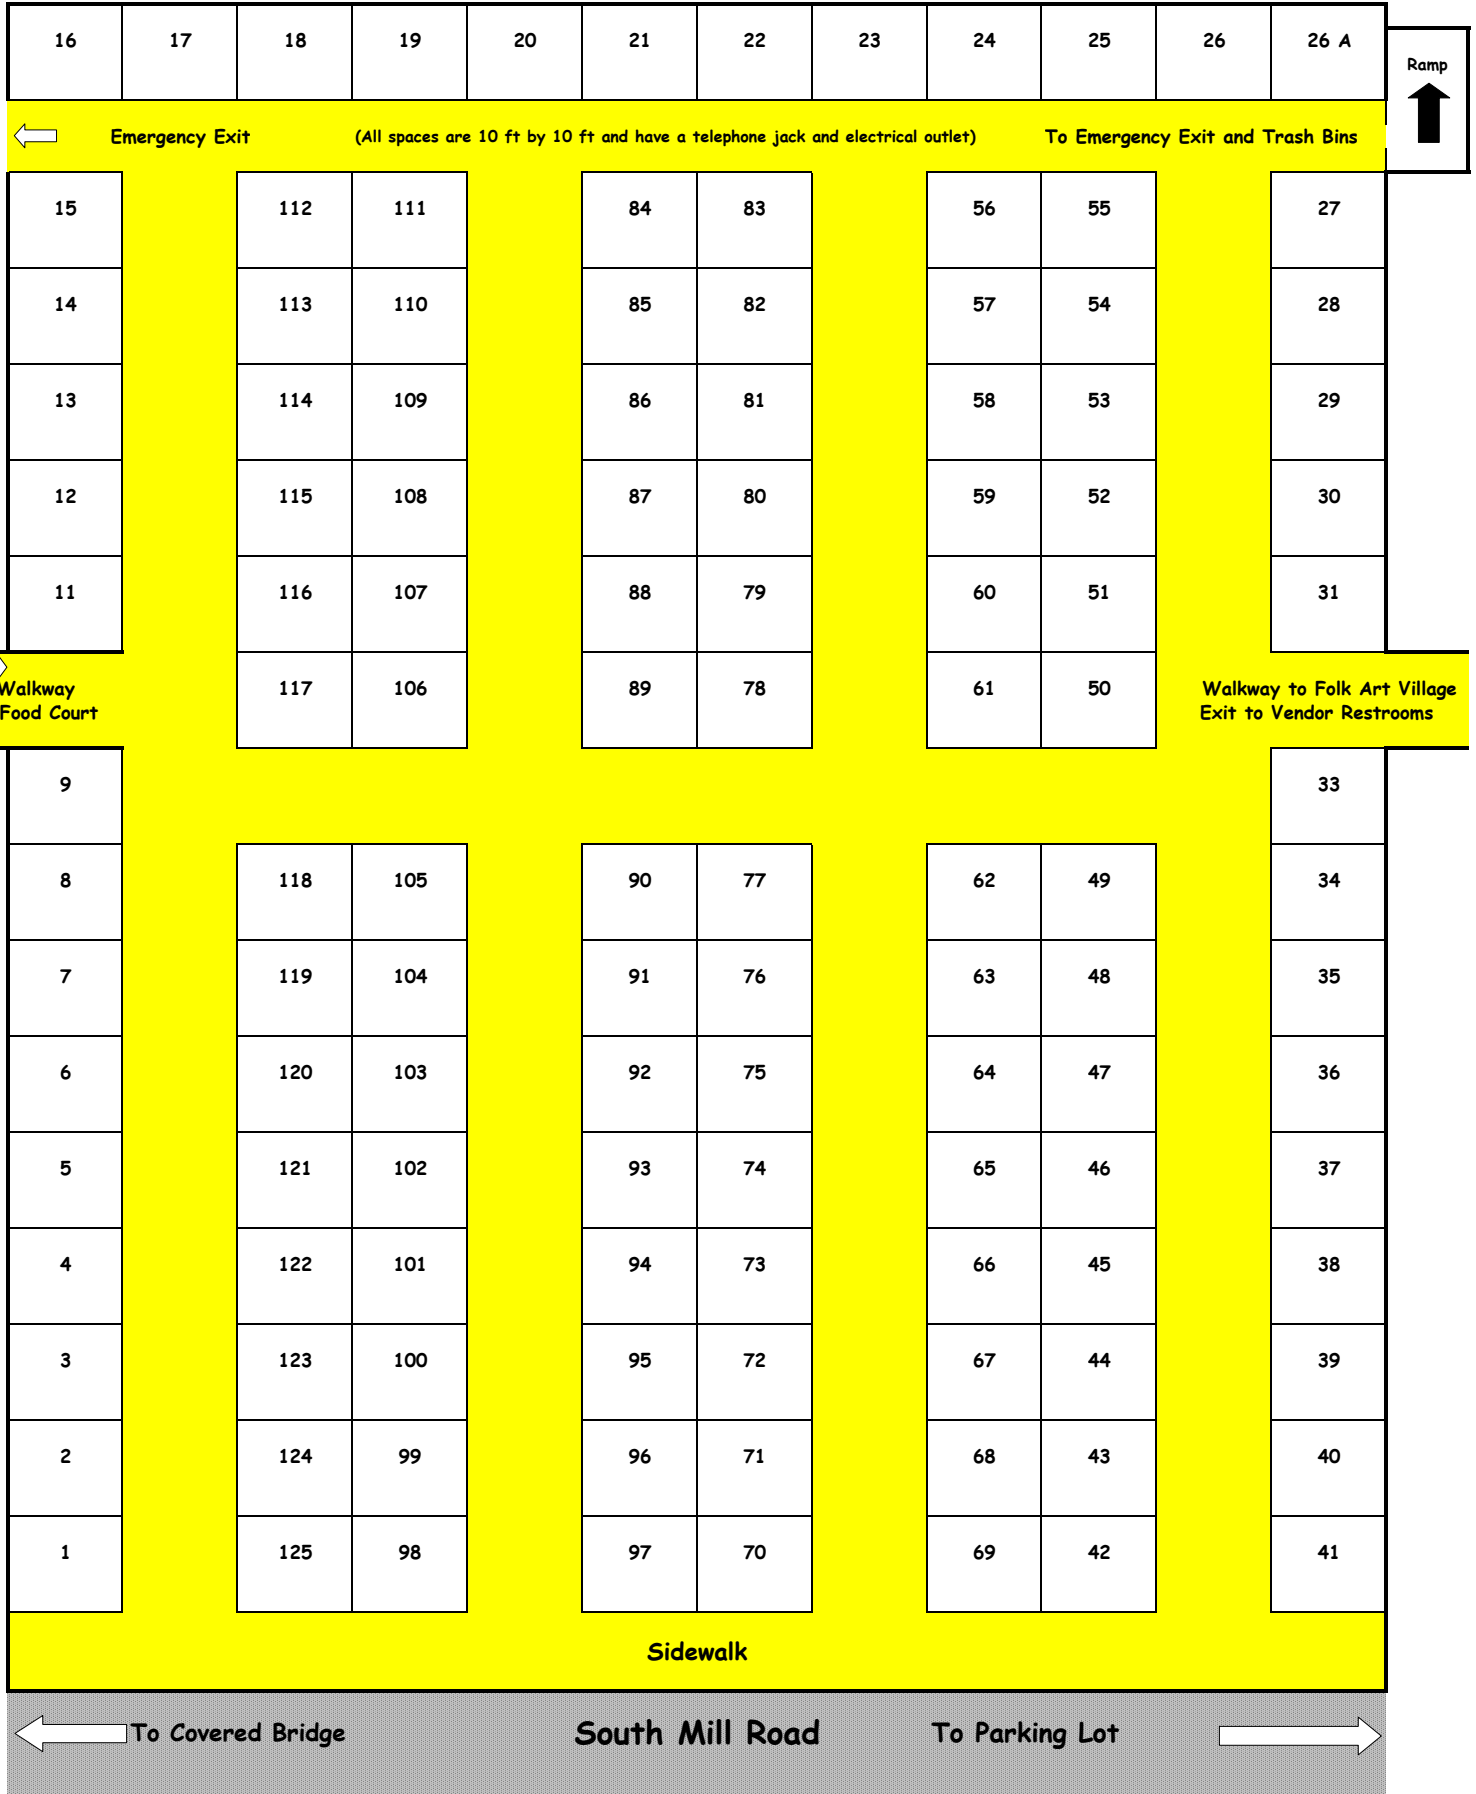 16 17 18 19 20 21 22 23 24 25 26 26 A
Ramp
Emergency Exit (All spaces are 10 ft by 10 ft and have a telephone jack and electrical outlet) To Emergency Exit and Trash Bins
15 112 111 84 83 56 55 27
14 113 110 85 82 57 54 28
13 114 109 86 81 58 53 29
12 115 108 87 80 59 52 30
11 116 107 88 79 60 51 31
Walkway 117 106 89 78 61 50 Walkway to Folk Art Village
Food Court Exit to Vendor Restrooms
9 33
8 118 105 90 77 62 49 34
7 119 104 91 76 63 48 35
6 120 103 92 75 64 47 36
5 121 102 93 74 65 46 37
4 122 101 94 73 66 45 38
3 123 100 95 72 67 44 39
2 124 99 96 71 68 43 40
1 125 98 97 70 69 42 41
Sidewalk
To Covered Bridge South Mill Road To Parking Lot